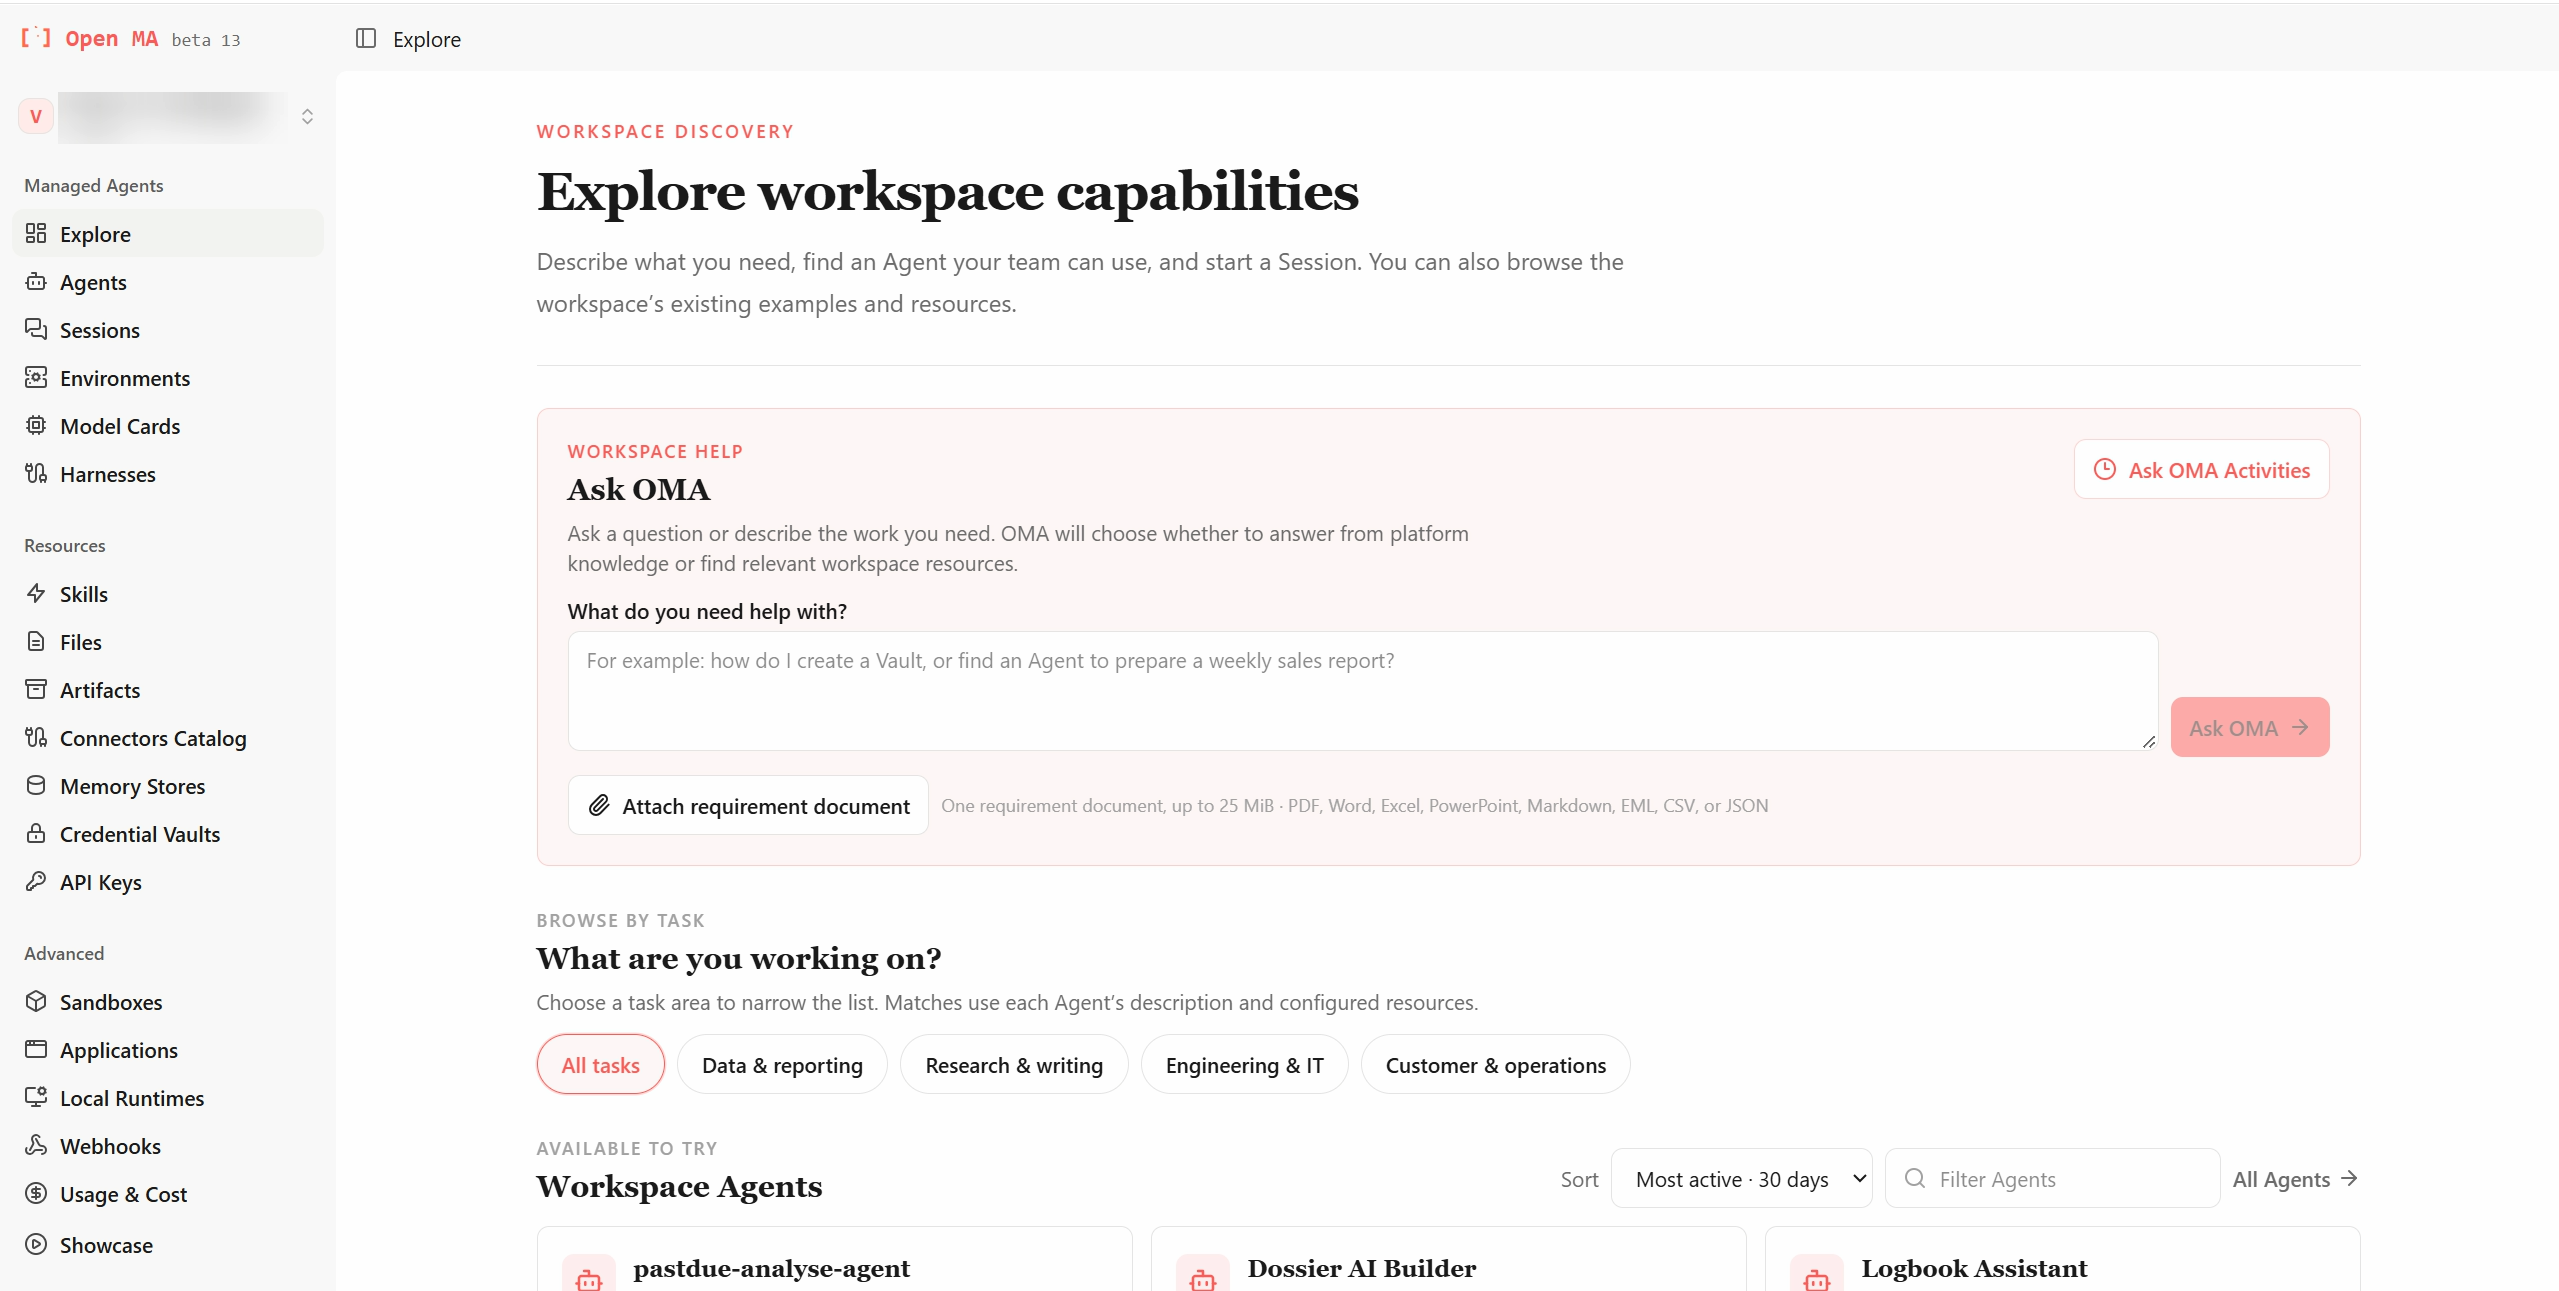 Open MA beta 13
V
Managed Agents
Explore
Agents
Sessions
Environments
Model Cards
Harnesses
Resources
Skills
Files
Artifacts
Connectors Catalog
Memory Stores
Credential Vaults
API Keys
Advanced
Sandboxes
Applications
Local Runtimes
Webhooks
Usage & Cost
Showcase
Explore
WORKSPACE DISCOVERY
Explore workspace capabilities
Describe what you need, find an Agent your team can use, and start a Session. You can also browse the
workspace’s existing examples and resources.
WORKSPACE HELP
Ask OMA
Ask OMA Activities
Ask a question or describe the work you need. OMA will choose whether to answer from platform
knowledge or find relevant workspace resources.
What do you need help with?
For example: how do I create a Vault, or find an Agent to prepare a weekly sales report?
Ask OMA
Attach requirement document
One requirement document, up to 25 MiB · PDF, Word, Excel, PowerPoint, Markdown, EML, CSV, or JSON
BROWSE BY TASK
What are you working on?
Choose a task area to narrow the list. Matches use each Agent’s description and configured resources.
All tasks
Data & reporting
Research & writing
Engineering & IT
Customer & operations
AVAILABLE TO TRY
Workspace Agents
Sort
Most active · 30 days
Filter Agents
All Agents
pastdue-analyse-agent
Dossier AI Builder
Logbook Assistant